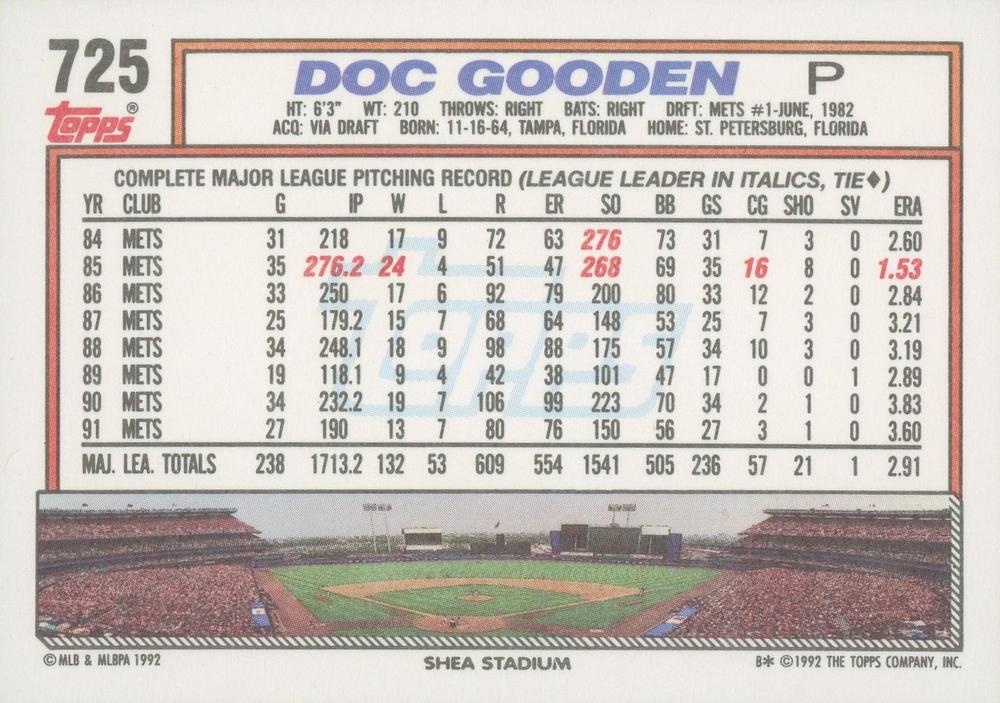 725
Topps®
DOC GOODEN P
HT: 6'3" WT: 210 THROWS: RIGHT BATS: RIGHT DRFT: METS #1-JUNE, 1982
ACQ: VIA DRAFT BORN: 11-16-64, TAMPA, FLORIDA HOME: ST. PETERSBURG, FLORIDA
COMPLETE MAJOR LEAGUE PITCHING RECORD (LEAGUE LEADER IN ITALICS, TIE♦)
YR CLUB G IP W L R ER SO BB GS CG SHO SV ERA
84 METS 31 218 17 9 72 63 276 73 31 7 3 0 2.60
85 METS 35 276.2 24 4 51 47 268 69 35 16 8 0 1.53
86 METS 33 250 17 6 92 79 200 80 33 12 2 0 2.84
87 METS 25 179.2 15 7 68 64 148 53 25 7 3 0 3.21
88 METS 34 248.1 18 9 98 88 175 57 34 10 3 0 3.19
89 METS 19 118.1 9 4 42 38 101 47 17 0 0 1 2.89
90 METS 34 232.2 19 7 106 99 223 70 34 2 1 0 3.83
91 METS 27 190 13 7 80 76 150 56 27 3 1 0 3.60
MAJ. LEA. TOTALS 238 1713.2 132 53 609 554 1541 505 236 57 21 1 2.91
Topps
©MLB & MLBPA 1992 SHEA STADIUM B* ©1992 THE TOPPS COMPANY, INC.